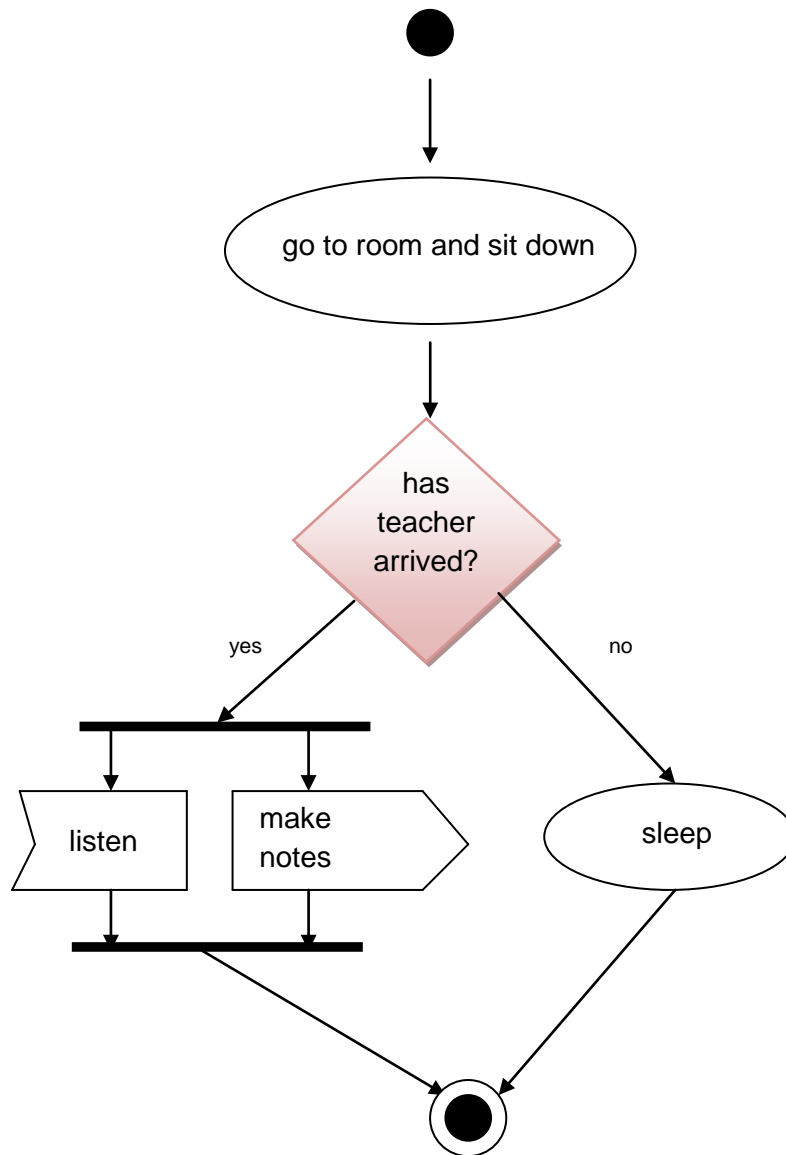 go to room and sit down
has
teacher
arrived?
yes
no
listen
make
notes
sleep